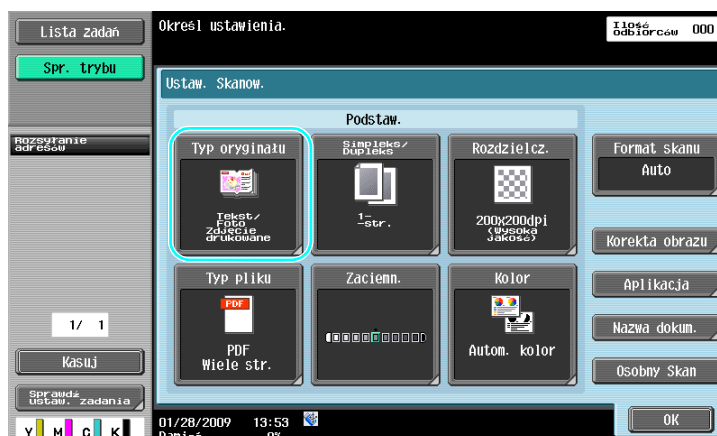 Lista zadań
Określ ustawienia.
Ilość odbiorców 000
Spr. trybu
Ustaw. Skanow.
Podstaw.
Rozsyłanie
adresów
Typ oryginału
Tekst/
Foto
Zdjęcie
drukowane
Simpleks/
Dupleks
1-
-str.
Rozdzielcz.
200x200dpi
(Wysoka
Jakość)
Format skanu
Auto
Korekta obrazu
Typ pliku
PDF
PDF
Wiele str.
Zaciemn.
Kolor
Autom. kolor
Aplikacja
Nazwa dokum.
Osobny Skan
1/ 1
Kasuj
Sprawdź
ustaw. zadania
Y M C K
01/28/2009 13:53
Pamięć 0%
OK